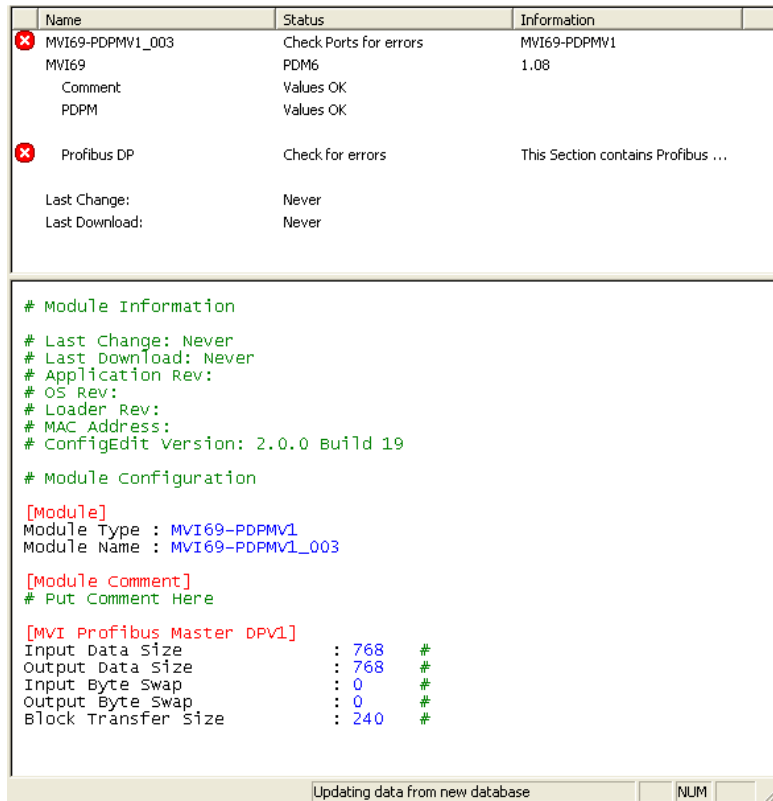 Name Status Information
MVI69-PDPMV1_003 Check Ports for errors MVI69-PDPMV1
MVI69 PDM6 1.08
Comment Values OK
PDPM Values OK
Profibus DP Check for errors This Section contains Profibus ...
Last Change: Never
Last Download: Never
# Module Information
# Last Change: Never
# Last Download: Never
# Application Rev:
# OS Rev:
# Loader Rev:
# MAC Address:
# ConfigEdit Version: 2.0.0 Build 19
# Module Configuration
[Module]
Module Type : MVI69-PDPMV1
Module Name : MVI69-PDPMV1_003
[Module Comment]
# Put Comment Here
[MVI Profibus Master DPV1]
Input Data Size : 768 #
Output Data Size : 768 #
Input Byte Swap : 0 #
Output Byte Swap : 0 #
Block Transfer Size : 240 #
Updating data from new database NUM